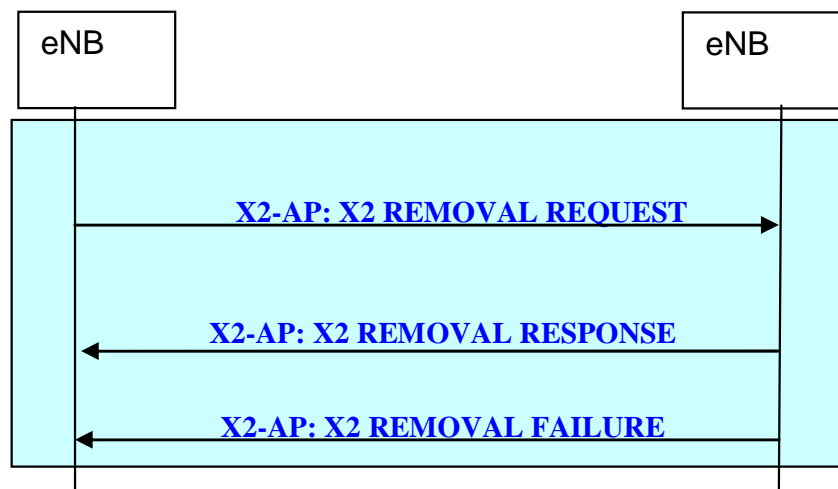 eNB
eNB
X2-AP: X2 REMOVAL REQUEST
X2-AP: X2 REMOVAL RESPONSE
X2-AP: X2 REMOVAL FAILURE